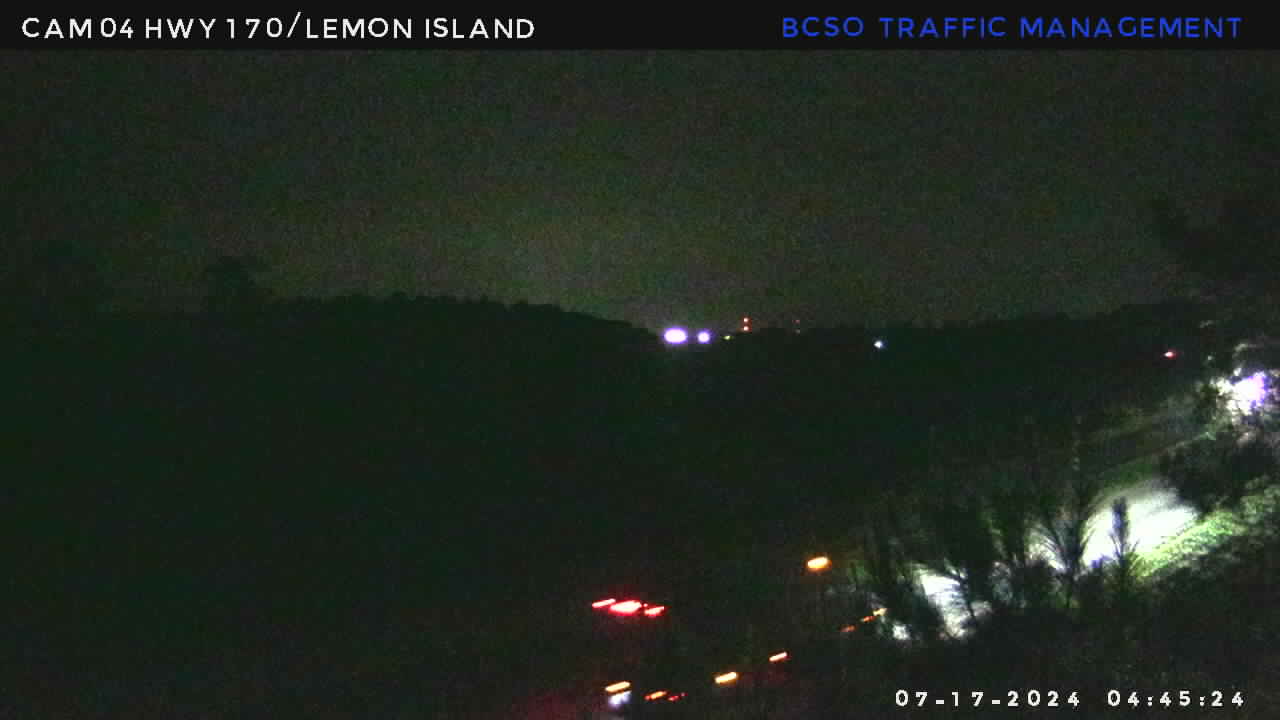 CAM04 HWY 170/LEMON ISLAND
BCSO TRAFFIC MANAGEMENT
07-17-2024 04:45:24